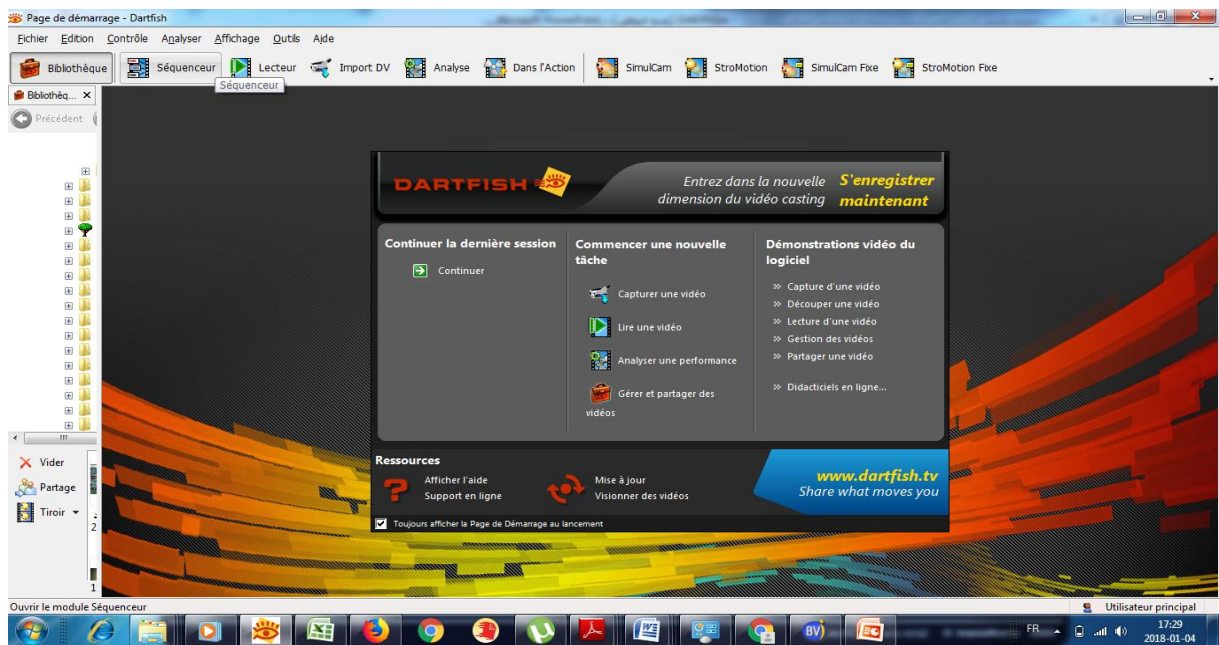 Page de démarrage - Dartfish
Fichier Edition Contrôle Analyser Affichage Outils Aide
Bibliothèque Séquenceur Lecteur Import DV Analyse Dans l'Action SimulCam StroMotion SimulCam Fixe StroMotion Fixe
Séquenceur
Bibliothèq...
Précédent
DARTFISH
Entrez dans la nouvelle
dimension du vidéo casting
S'enregistrer
maintenant
Continuer la dernière session
Continuer
Commencer une nouvelle
tâche
Capturer une vidéo
Lire une vidéo
Analyser une performance
Gérer et partager des
vidéos
Démonstrations vidéo du
logiciel
» Capture d'une vidéo
» Découper une vidéo
» Lecture d'une vidéo
» Gestion des vidéos
» Partager une vidéo
» Didacticiels en ligne...
Vider
Partage
Tiroir
2
1
Ressources
Afficher l'aide
Support en ligne
Mise à jour
Visionner des vidéos
www.dartfish.tv
Share what moves you
Toujours afficher la Page de Démarrage au lancement
Ouvrir le module Séquenceur
Utilisateur principal
BV)
FR
17:29
2018-01-04